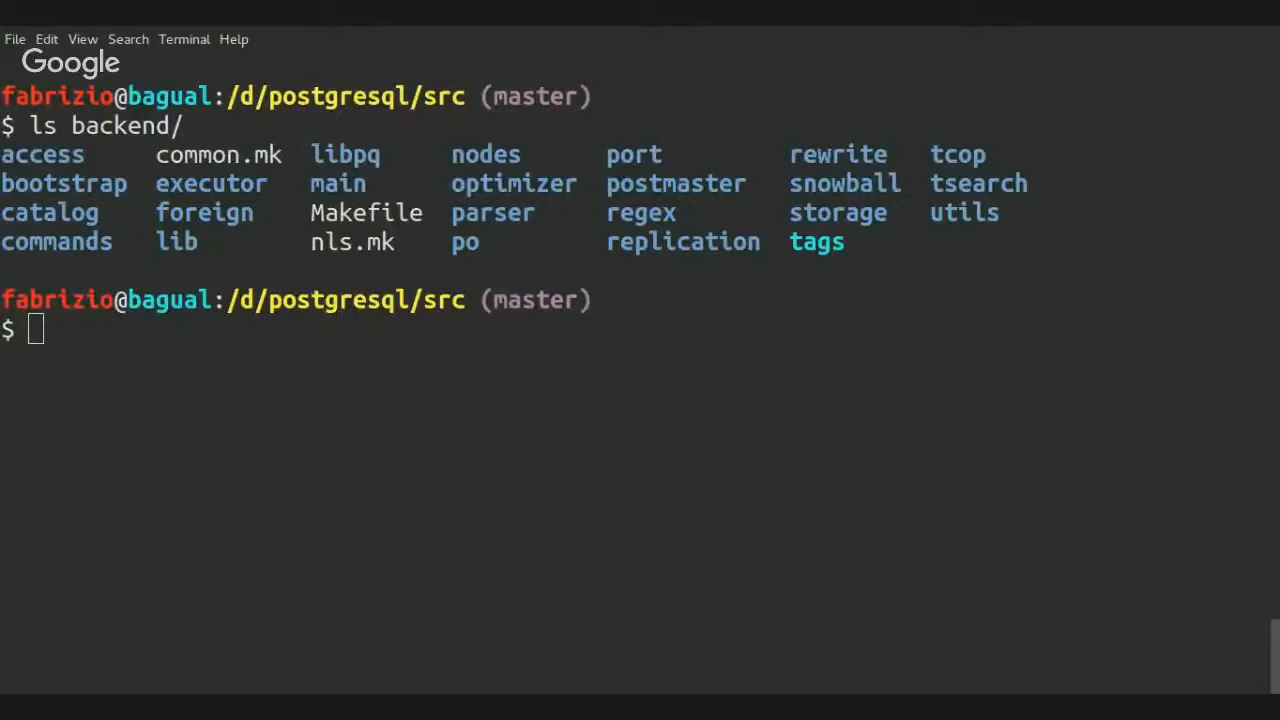 File Edit View Search Terminal Help
Google
fabrizio@bagual:/d/postgresql/src (master)
$ ls backend/
access common.mk libpq nodes port rewrite tcop
bootstrap executor main optimizer postmaster snowball tsearch
catalog foreign Makefile parser regex storage utils
commands lib nls.mk po replication tags
fabrizio@bagual:/d/postgresql/src (master)
$